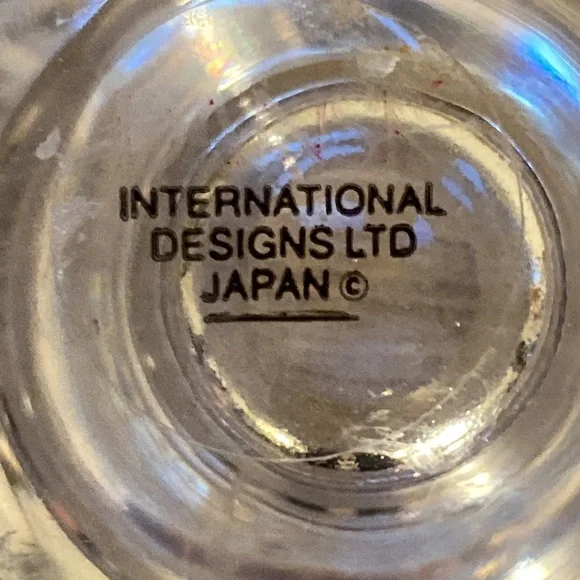 INTERNATIONAL
DESIGNS LTD
JAPAN ©